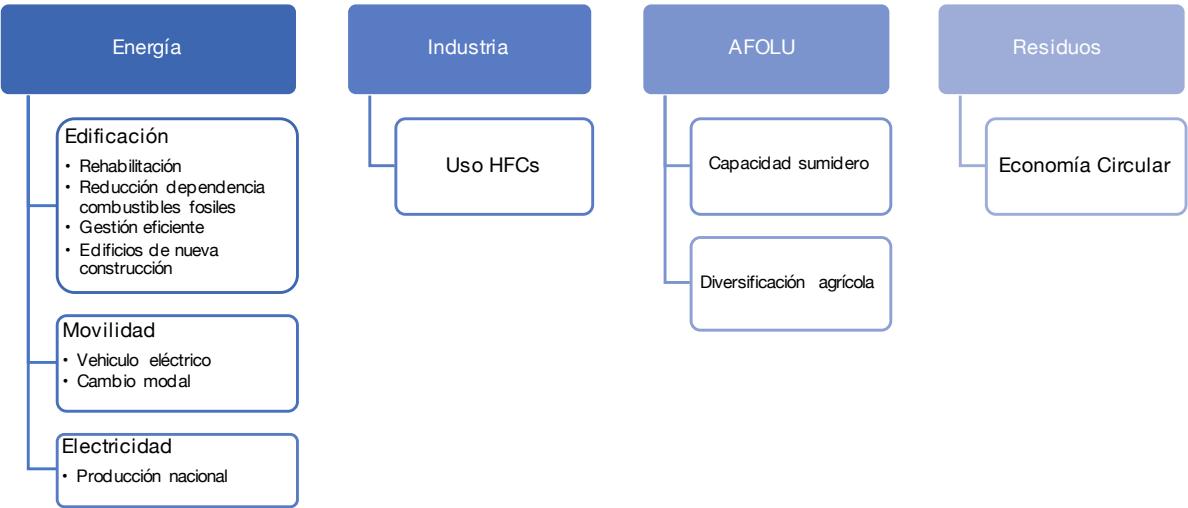 Energía
Edificación
• Rehabilitación
• Reducción dependencia
combustibles fosiles
• Gestión eficiente
• Edificios de nueva
construcción
Movilidad
• Vehiculo eléctrico
• Cambio modal
Electricidad
• Producción nacional
Industria
Uso HFCs
AFOLU
Capacidad sumidero
Diversificación agrícola
Residuos
Economía Circular